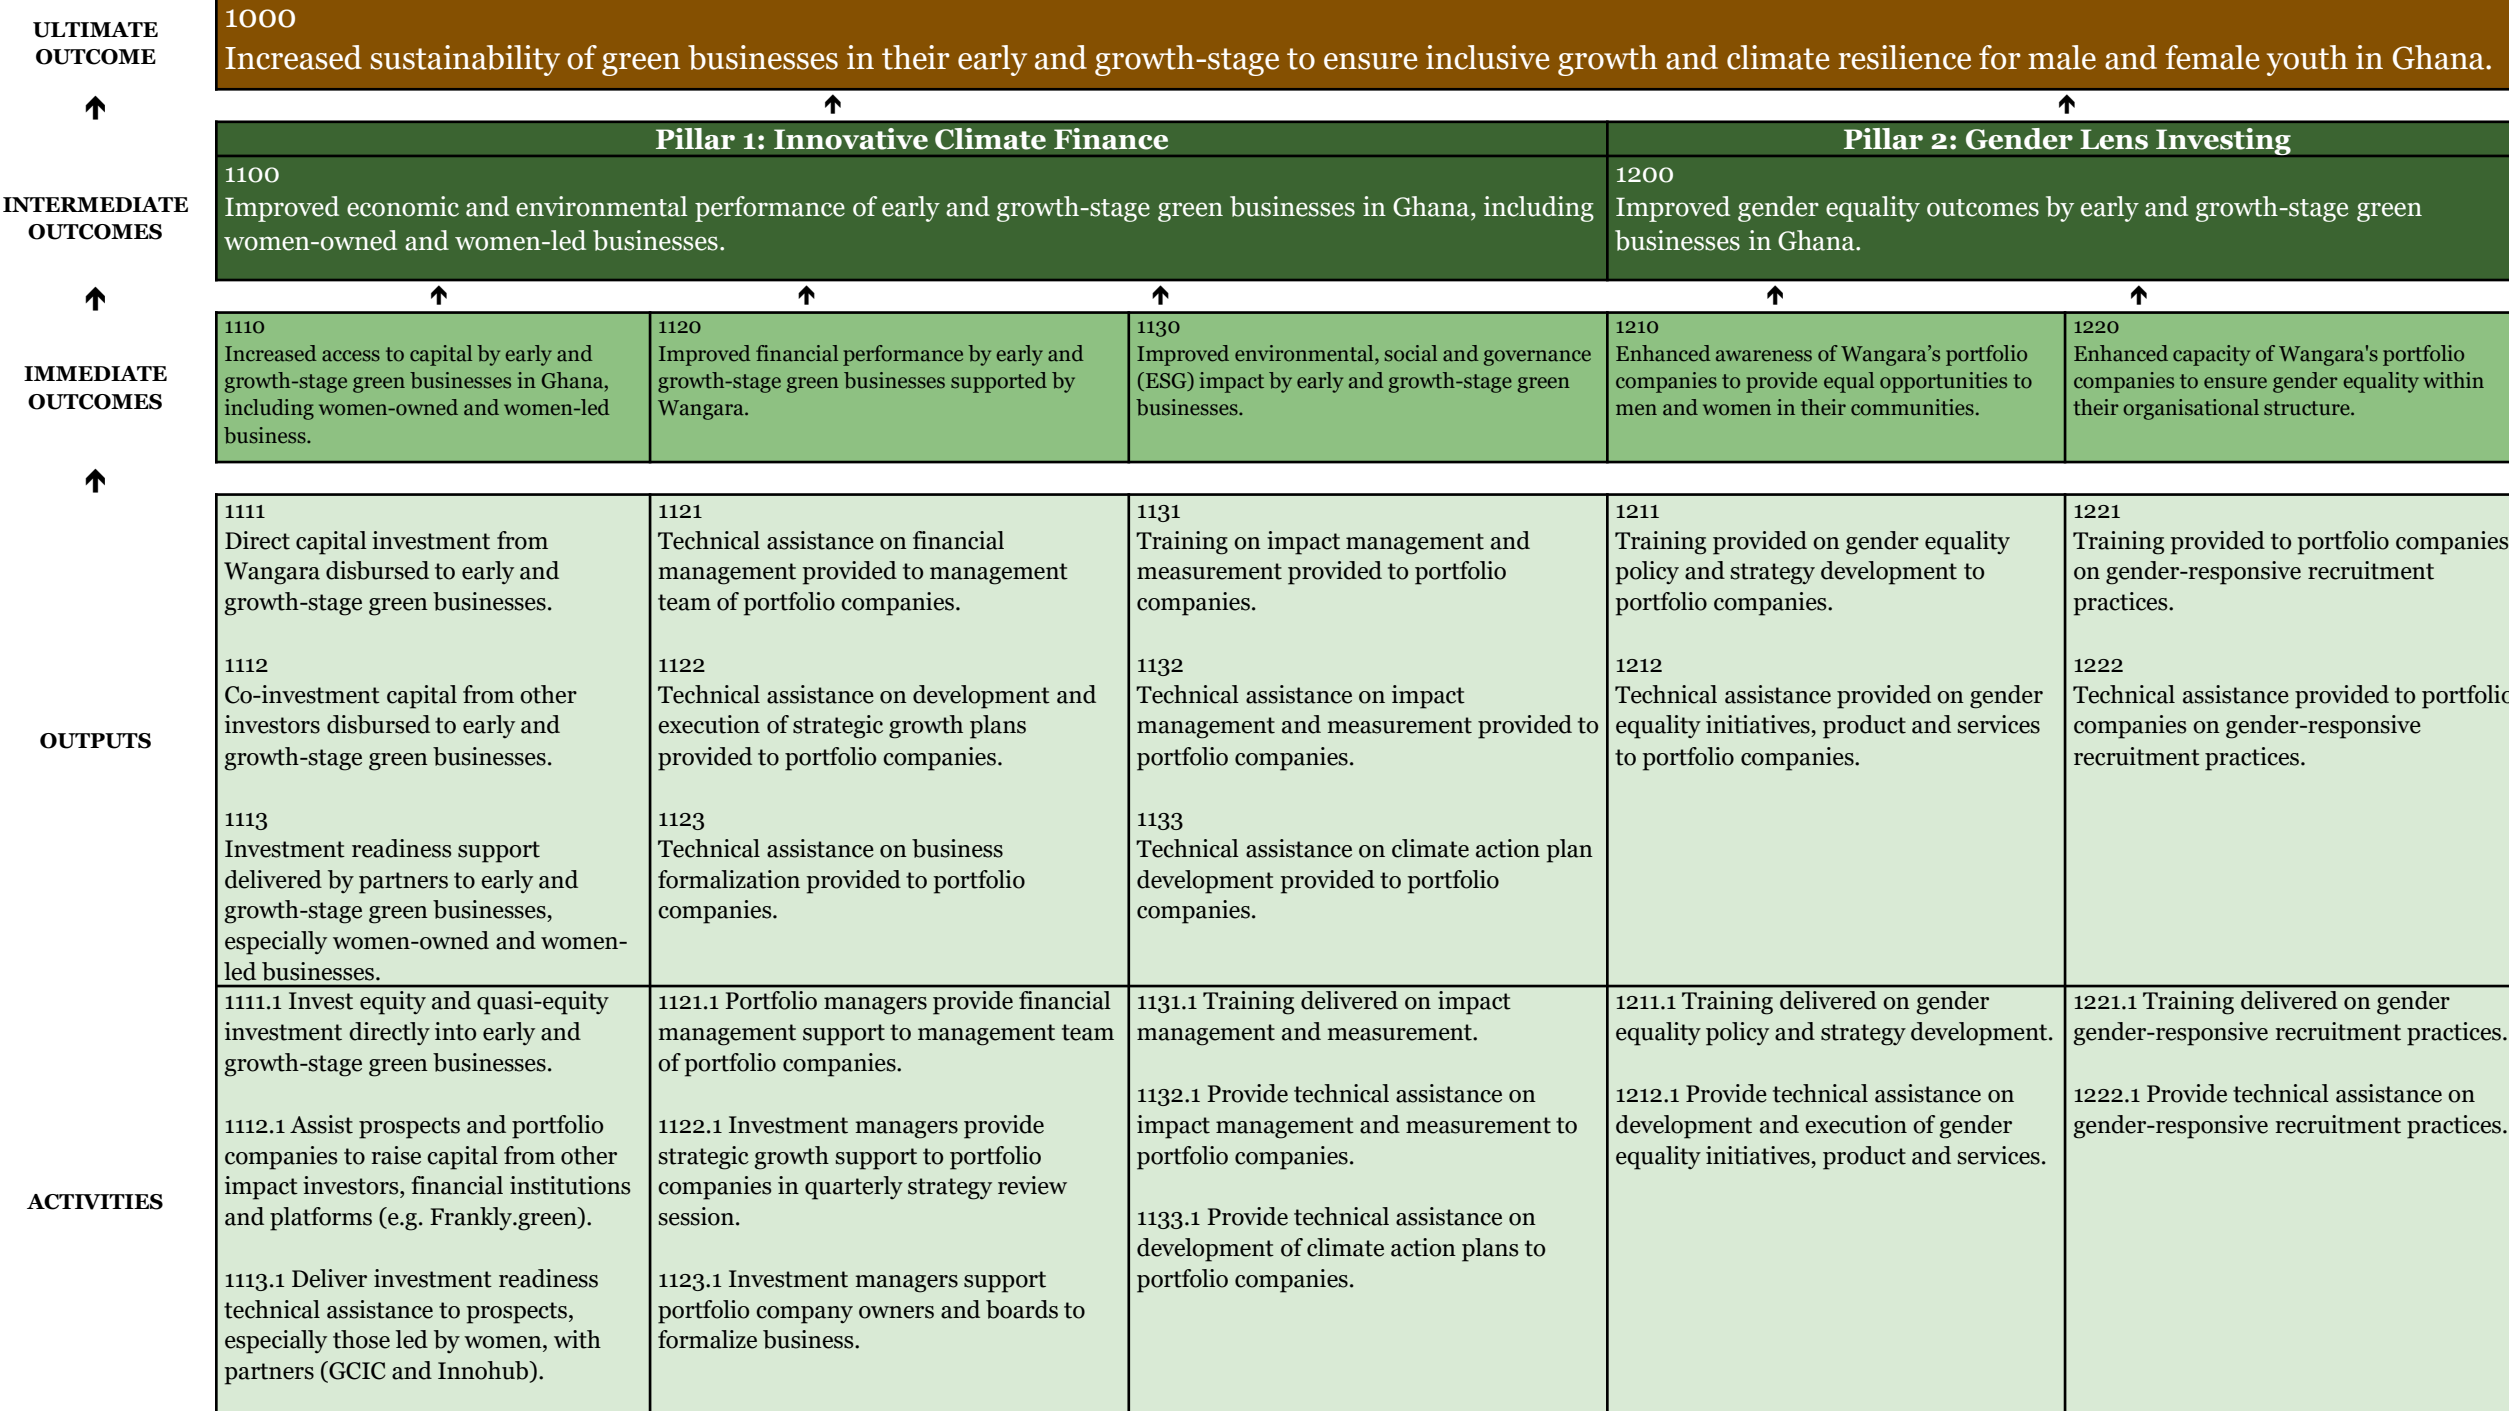 ULTIMATE
OUTCOME
1000
Increased sustainability of green businesses in their early and growth-stage to ensure inclusive growth and climate resilience for male and female youth in Ghana.
Pillar 1: Innovative Climate Finance
Pillar 2: Gender Lens Investing
INTERMEDIATE
OUTCOMES
1100
Improved economic and environmental performance of early and growth-stage green businesses in Ghana, including
women-owned and women-led businesses.
1200
Improved gender equality outcomes by early and growth-stage green
businesses in Ghana.
IMMEDIATE
OUTCOMES
1110
Increased access to capital by early and
growth-stage green businesses in Ghana,
including women-owned and women-led
business.
1120
Improved financial performance by early and
growth-stage green businesses supported by
Wangara.
1130
Improved environmental, social and governance
(ESG) impact by early and growth-stage green
businesses.
1210
Enhanced awareness of Wangara’s portfolio
companies to provide equal opportunities to
men and women in their communities.
1220
Enhanced capacity of Wangara's portfolio
companies to ensure gender equality within
their organisational structure.
OUTPUTS
1111
Direct capital investment from
Wangara disbursed to early and
growth-stage green businesses.
1112
Co-investment capital from other
investors disbursed to early and
growth-stage green businesses.
1113
Investment readiness support
delivered by partners to early and
growth-stage green businesses,
especially women-owned and women-
led businesses.
1121
Technical assistance on financial
management provided to management
team of portfolio companies.
1122
Technical assistance on development and
execution of strategic growth plans
provided to portfolio companies.
1123
Technical assistance on business
formalization provided to portfolio
companies.
1131
Training on impact management and
measurement provided to portfolio
companies.
1132
Technical assistance on impact
management and measurement provided to
portfolio companies.
1133
Technical assistance on climate action plan
development provided to portfolio
companies.
1211
Training provided on gender equality
policy and strategy development to
portfolio companies.
1212
Technical assistance provided on gender
equality initiatives, product and services
to portfolio companies.
1221
Training provided to portfolio companies
on gender-responsive recruitment
practices.
1222
Technical assistance provided to portfolio
companies on gender-responsive
recruitment practices.
ACTIVITIES
1111.1 Invest equity and quasi-equity
investment directly into early and
growth-stage green businesses.
1112.1 Assist prospects and portfolio
companies to raise capital from other
impact investors, financial institutions
and platforms (e.g. Frankly.green).
1113.1 Deliver investment readiness
technical assistance to prospects,
especially those led by women, with
partners (GCIC and Innohub).
1121.1 Portfolio managers provide financial
management support to management team
of portfolio companies.
1122.1 Investment managers provide
strategic growth support to portfolio
companies in quarterly strategy review
session.
1123.1 Investment managers support
portfolio company owners and boards to
formalize business.
1131.1 Training delivered on impact
management and measurement.
1132.1 Provide technical assistance on
impact management and measurement to
portfolio companies.
1133.1 Provide technical assistance on
development of climate action plans to
portfolio companies.
1211.1 Training delivered on gender
equality policy and strategy development.
1212.1 Provide technical assistance on
development and execution of gender
equality initiatives, product and services.
1221.1 Training delivered on gender
gender-responsive recruitment practices.
1222.1 Provide technical assistance on
gender-responsive recruitment practices.